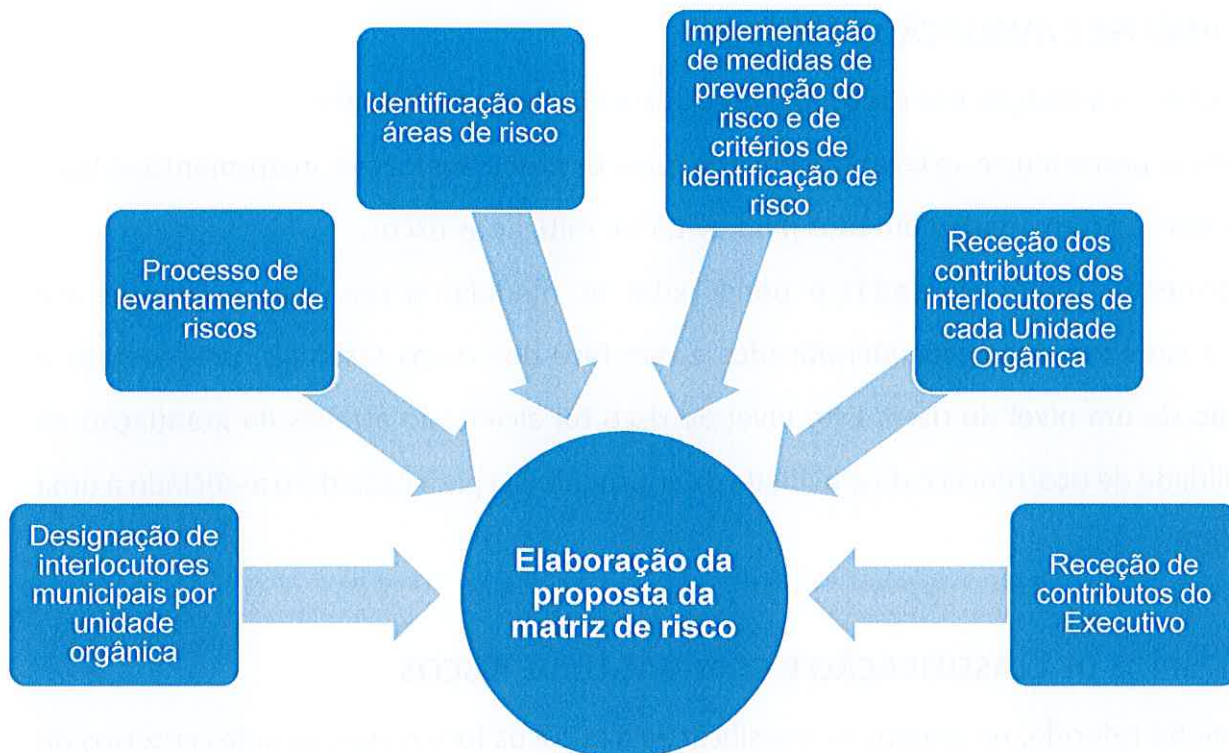 Designação de
interlocutores
municipais por
unidade
orgânica
Processo de
levantamento de
riscos
Identificação das
áreas de risco
Implementação
de medidas de
prevenção do
risco e de
critérios de
identificação de
risco
Receção dos
contributos dos
interlocutores de
cada Unidade
Orgânica
Receção de
contributos do
Executivo
Elaboração da
proposta da
matriz de risco